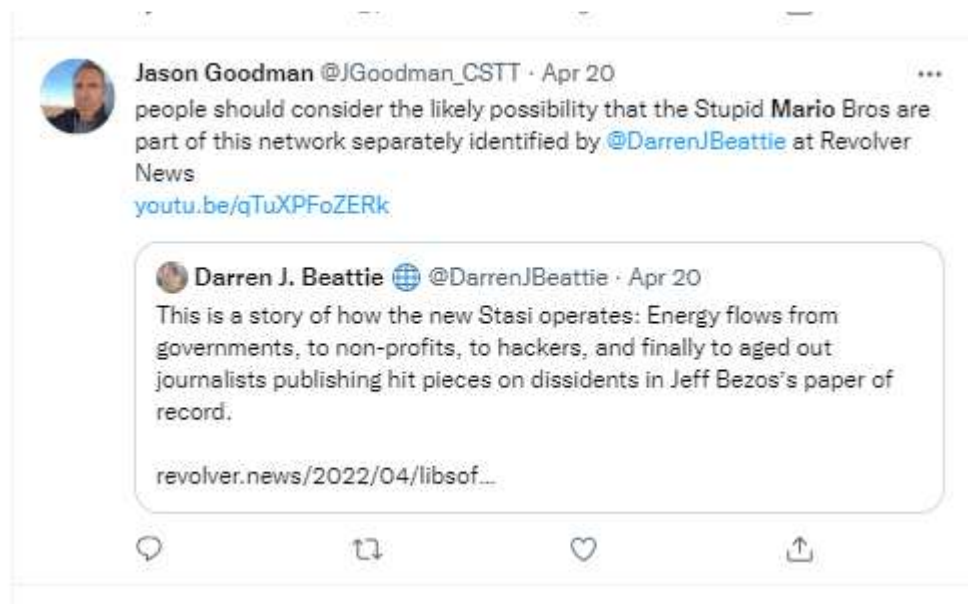 Jason Goodman @JGoodman_CSTT · Apr 20
people should consider the likely possibility that the Stupid Mario Bros are
part of this network separately identified by @DarrenJBeattie at Revolver
News
youtu.be/qTuXPFoZERk
Darren J. Beattie @DarrenJBeattie · Apr 20
This is a story of how the new Stasi operates: Energy flows from
governments, to non-profits, to hackers, and finally to aged out
journalists publishing hit pieces on dissidents in Jeff Bezos's paper of
record.
revolver.news/2022/04/libsof...